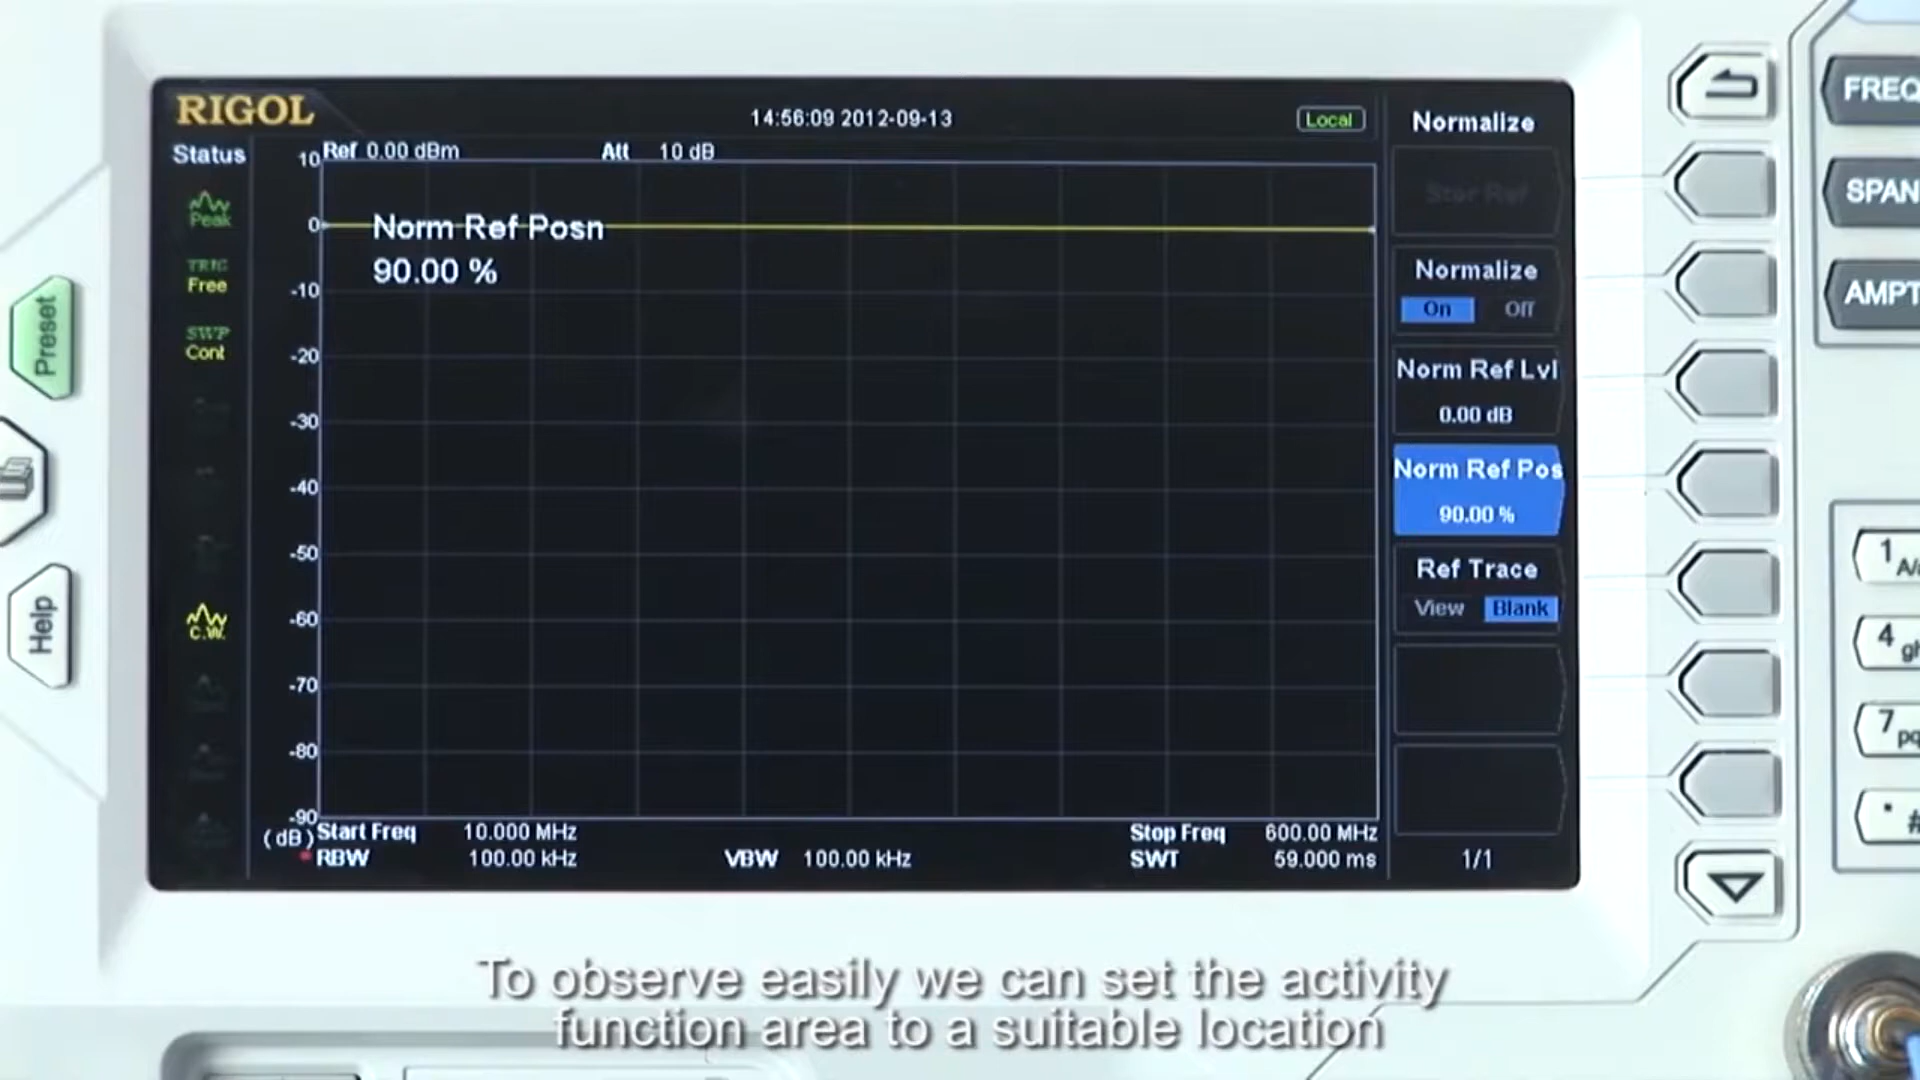 RIGOL
14:56:09 2012-09-13
Local
Status
Ref 0.00 dBm
Att 10 dB
Peak
TRIG
Free
SWP
Cont
C.W.
10
0
-10
-20
-30
-40
-50
-60
-70
-80
-90
(dB)
Norm Ref Posn
90.00 %
Start Freq 10.000 MHz
Stop Freq 600.00 MHz
RBW 100.00 kHz
VBW 100.00 kHz
SWT 59.000 ms
Normalize
Stor Ref
Normalize
On Off
Norm Ref Lvl
0.00 dB
Norm Ref Pos
90.00 %
Ref Trace
View Blank
1/1
Preset
Help
FREQ
SPAN
AMPT
1
4
7
To observe easily we can set the activity
function area to a suitable location